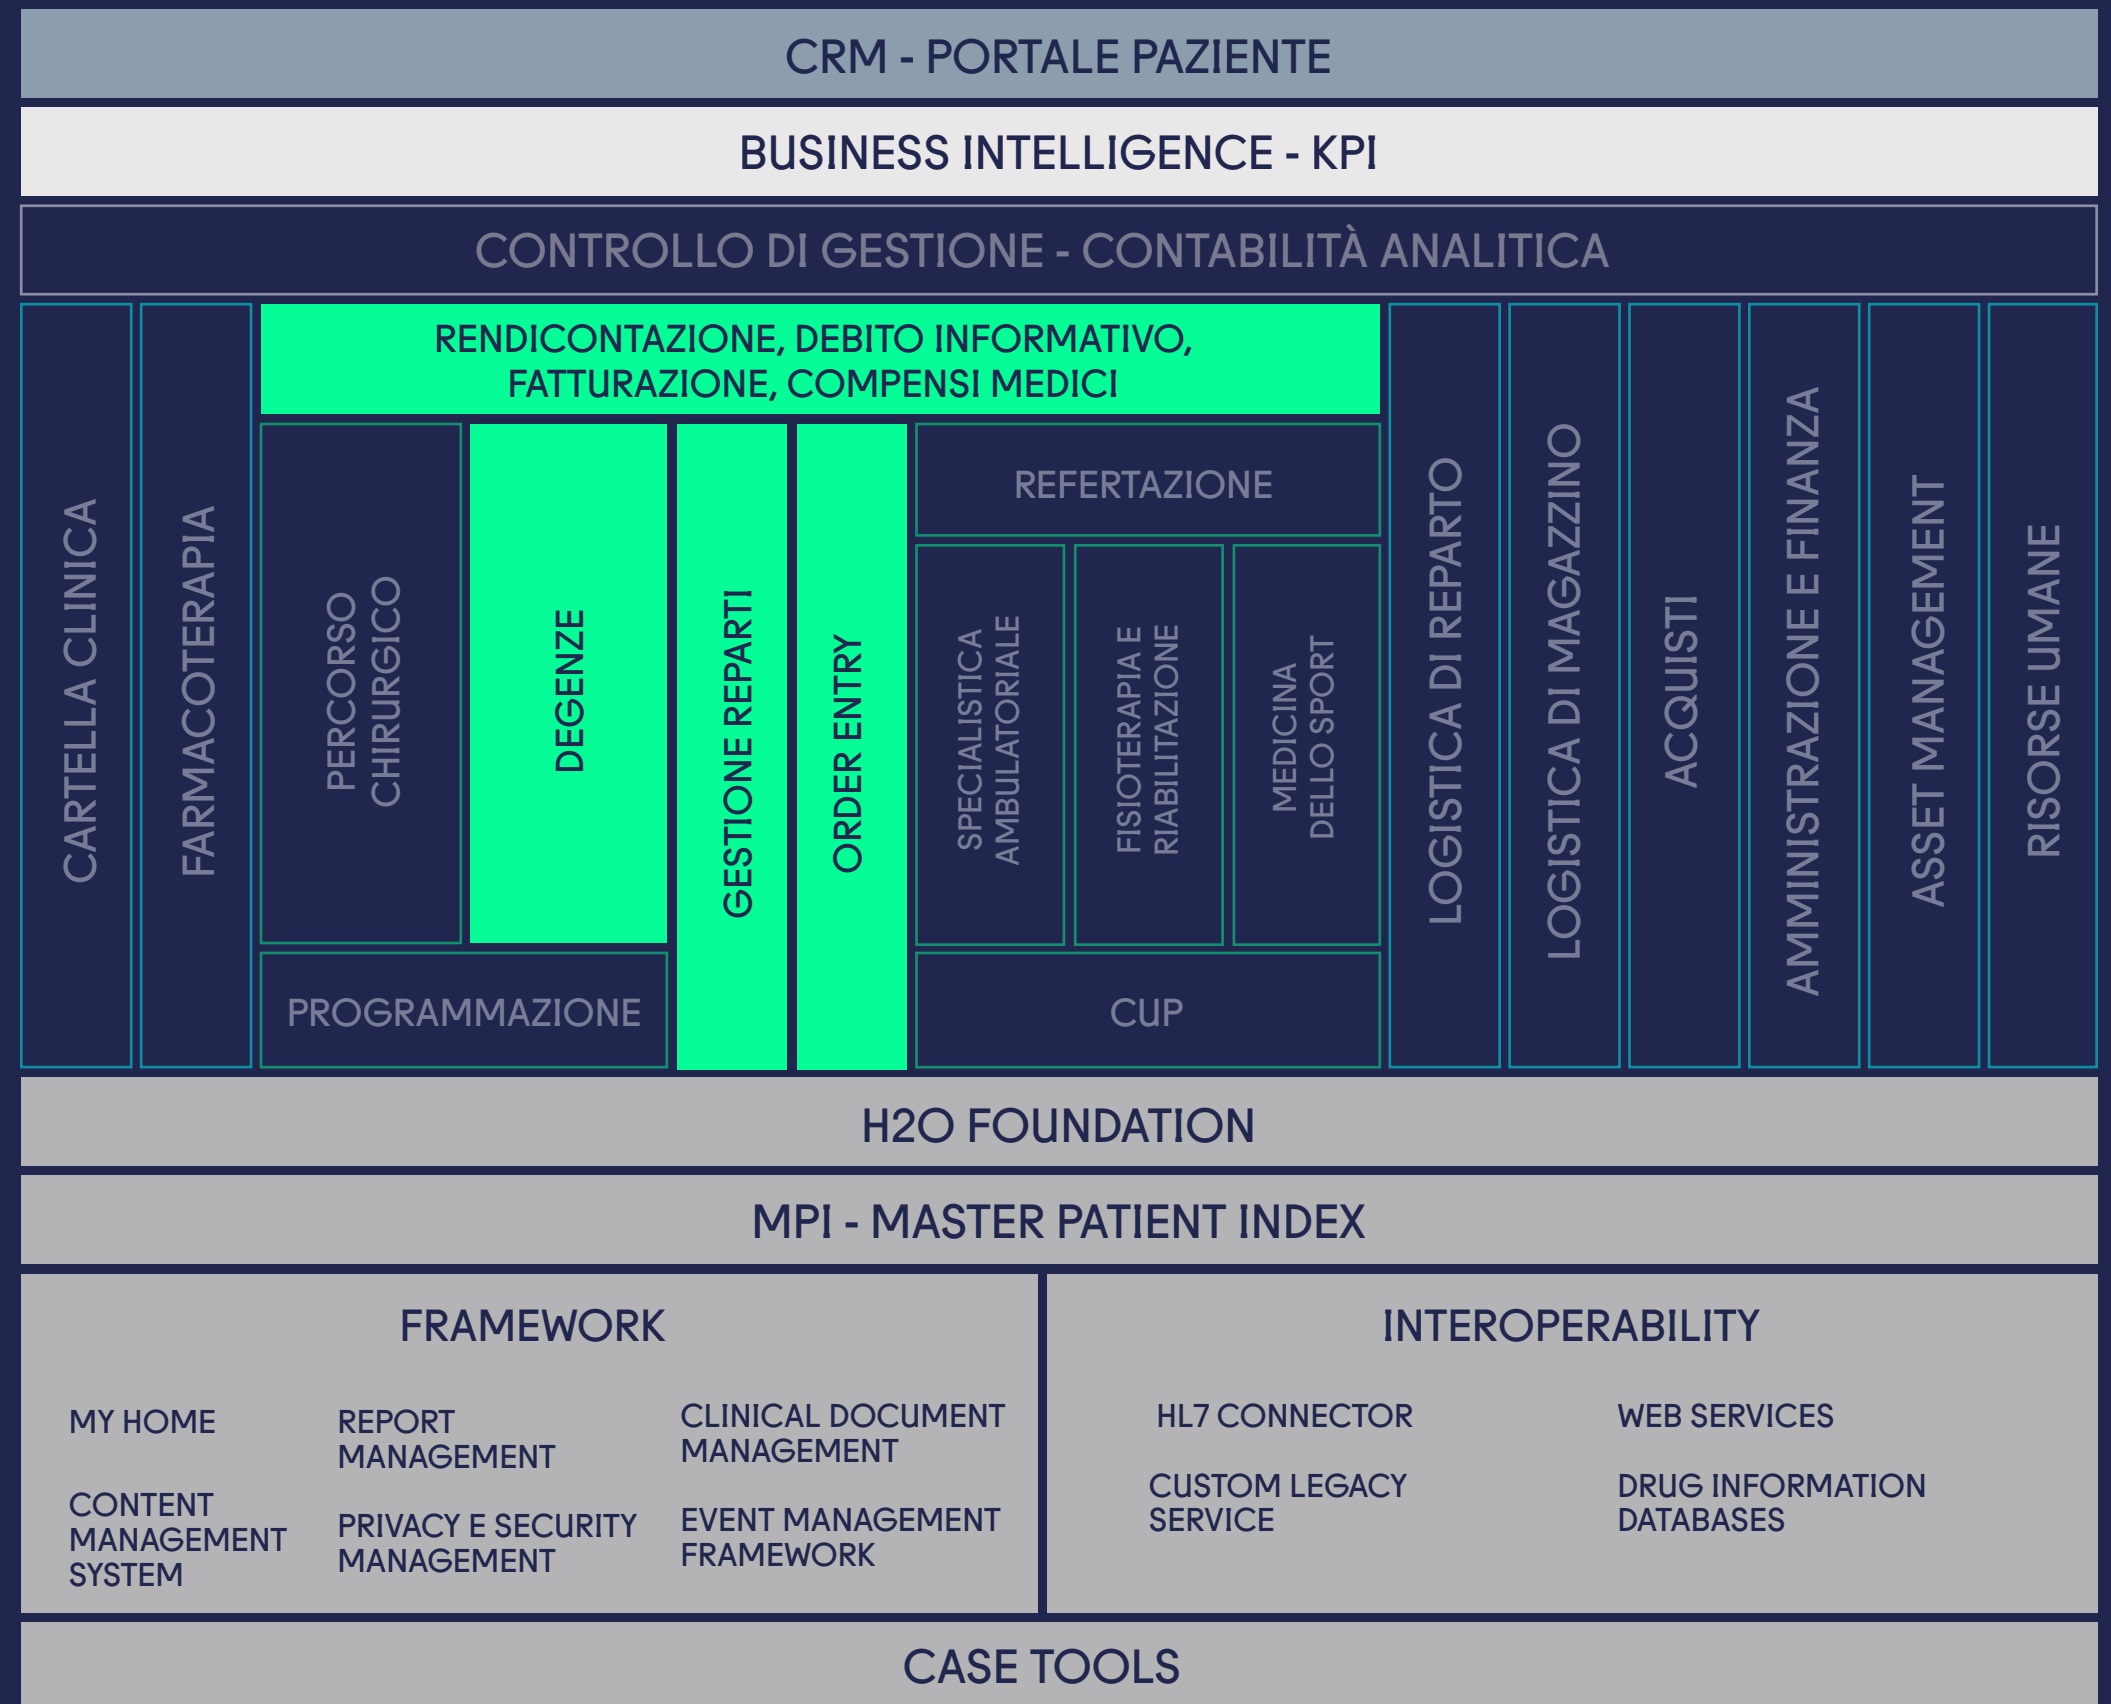 CRM - PORTALE PAZIENTE
BUSINESS INTELLIGENCE - KPI
CONTROLLO DI GESTIONE - CONTABILITÀ ANALITICA
CARTELLA CLINICA
FARMACOTERAPIA
RENDICONTAZIONE, DEBITO INFORMATIVO,
FATTURAZIONE, COMPENSI MEDICI
PERCORSO
CHIRURGICO
DEGENZE
PROGRAMMAZIONE
GESTIONE REPARTI
ORDER ENTRY
REFERTAZIONE
SPECIALISTICA
AMBULATORIALE
FISIOTERAPIA E
RIABILITAZIONE
MEDICINA
DELLO SPORT
CUP
LOGISTICA DI REPARTO
LOGISTICA DI MAGAZZINO
ACQUISTI
AMMINISTRAZIONE E FINANZA
ASSET MANAGEMENT
RISORSE UMANE
H2O FOUNDATION
MPI - MASTER PATIENT INDEX
FRAMEWORK
MY HOME
CONTENT
MANAGEMENT
SYSTEM
REPORT
MANAGEMENT
PRIVACY E SECURITY
MANAGEMENT
CLINICAL DOCUMENT
MANAGEMENT
EVENT MANAGEMENT
FRAMEWORK
INTEROPERABILITY
HL7 CONNECTOR
CUSTOM LEGACY
SERVICE
WEB SERVICES
DRUG INFORMATION
DATABASES
CASE TOOLS